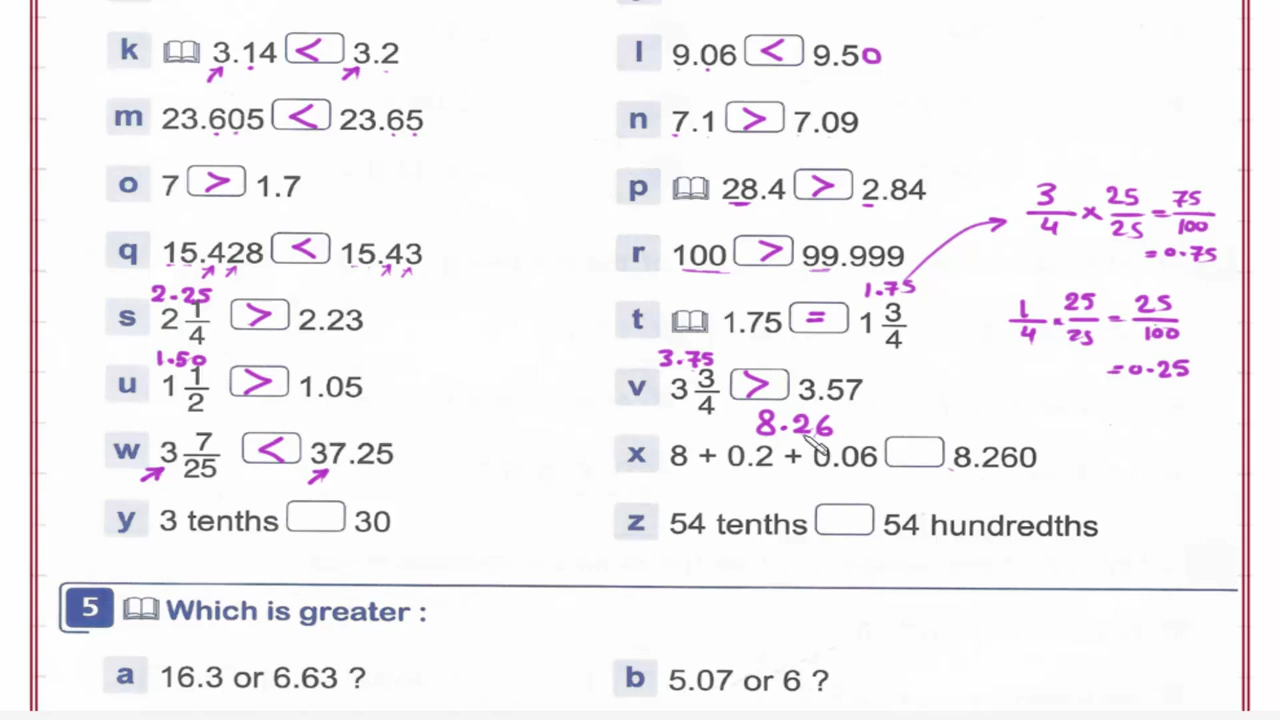 k 3.14 < 3.2
l 9.06 < 9.50
m 23.605 < 23.65
n 7.1 > 7.09
o 7 > 1.7
p 28.4 > 2.84
3/4 × 25/25 = 75/100
= 0.75
q 15.428 < 15.43
r 100 > 99.999
2.25
s 2 1/4 > 2.23
1.75
t 1.75 = 1 3/4
1/4 · 25/25 = 25/100
= 0.25
1.50
u 1 1/2 > 1.05
3.75
v 3 3/4 > 3.57
8.26
w 3 7/25 < 37.25
x 8 + 0.2 + 0.06 8.260
y 3 tenths 30
z 54 tenths 54 hundredths
5 Which is greater :
a 16.3 or 6.63 ?
b 5.07 or 6 ?